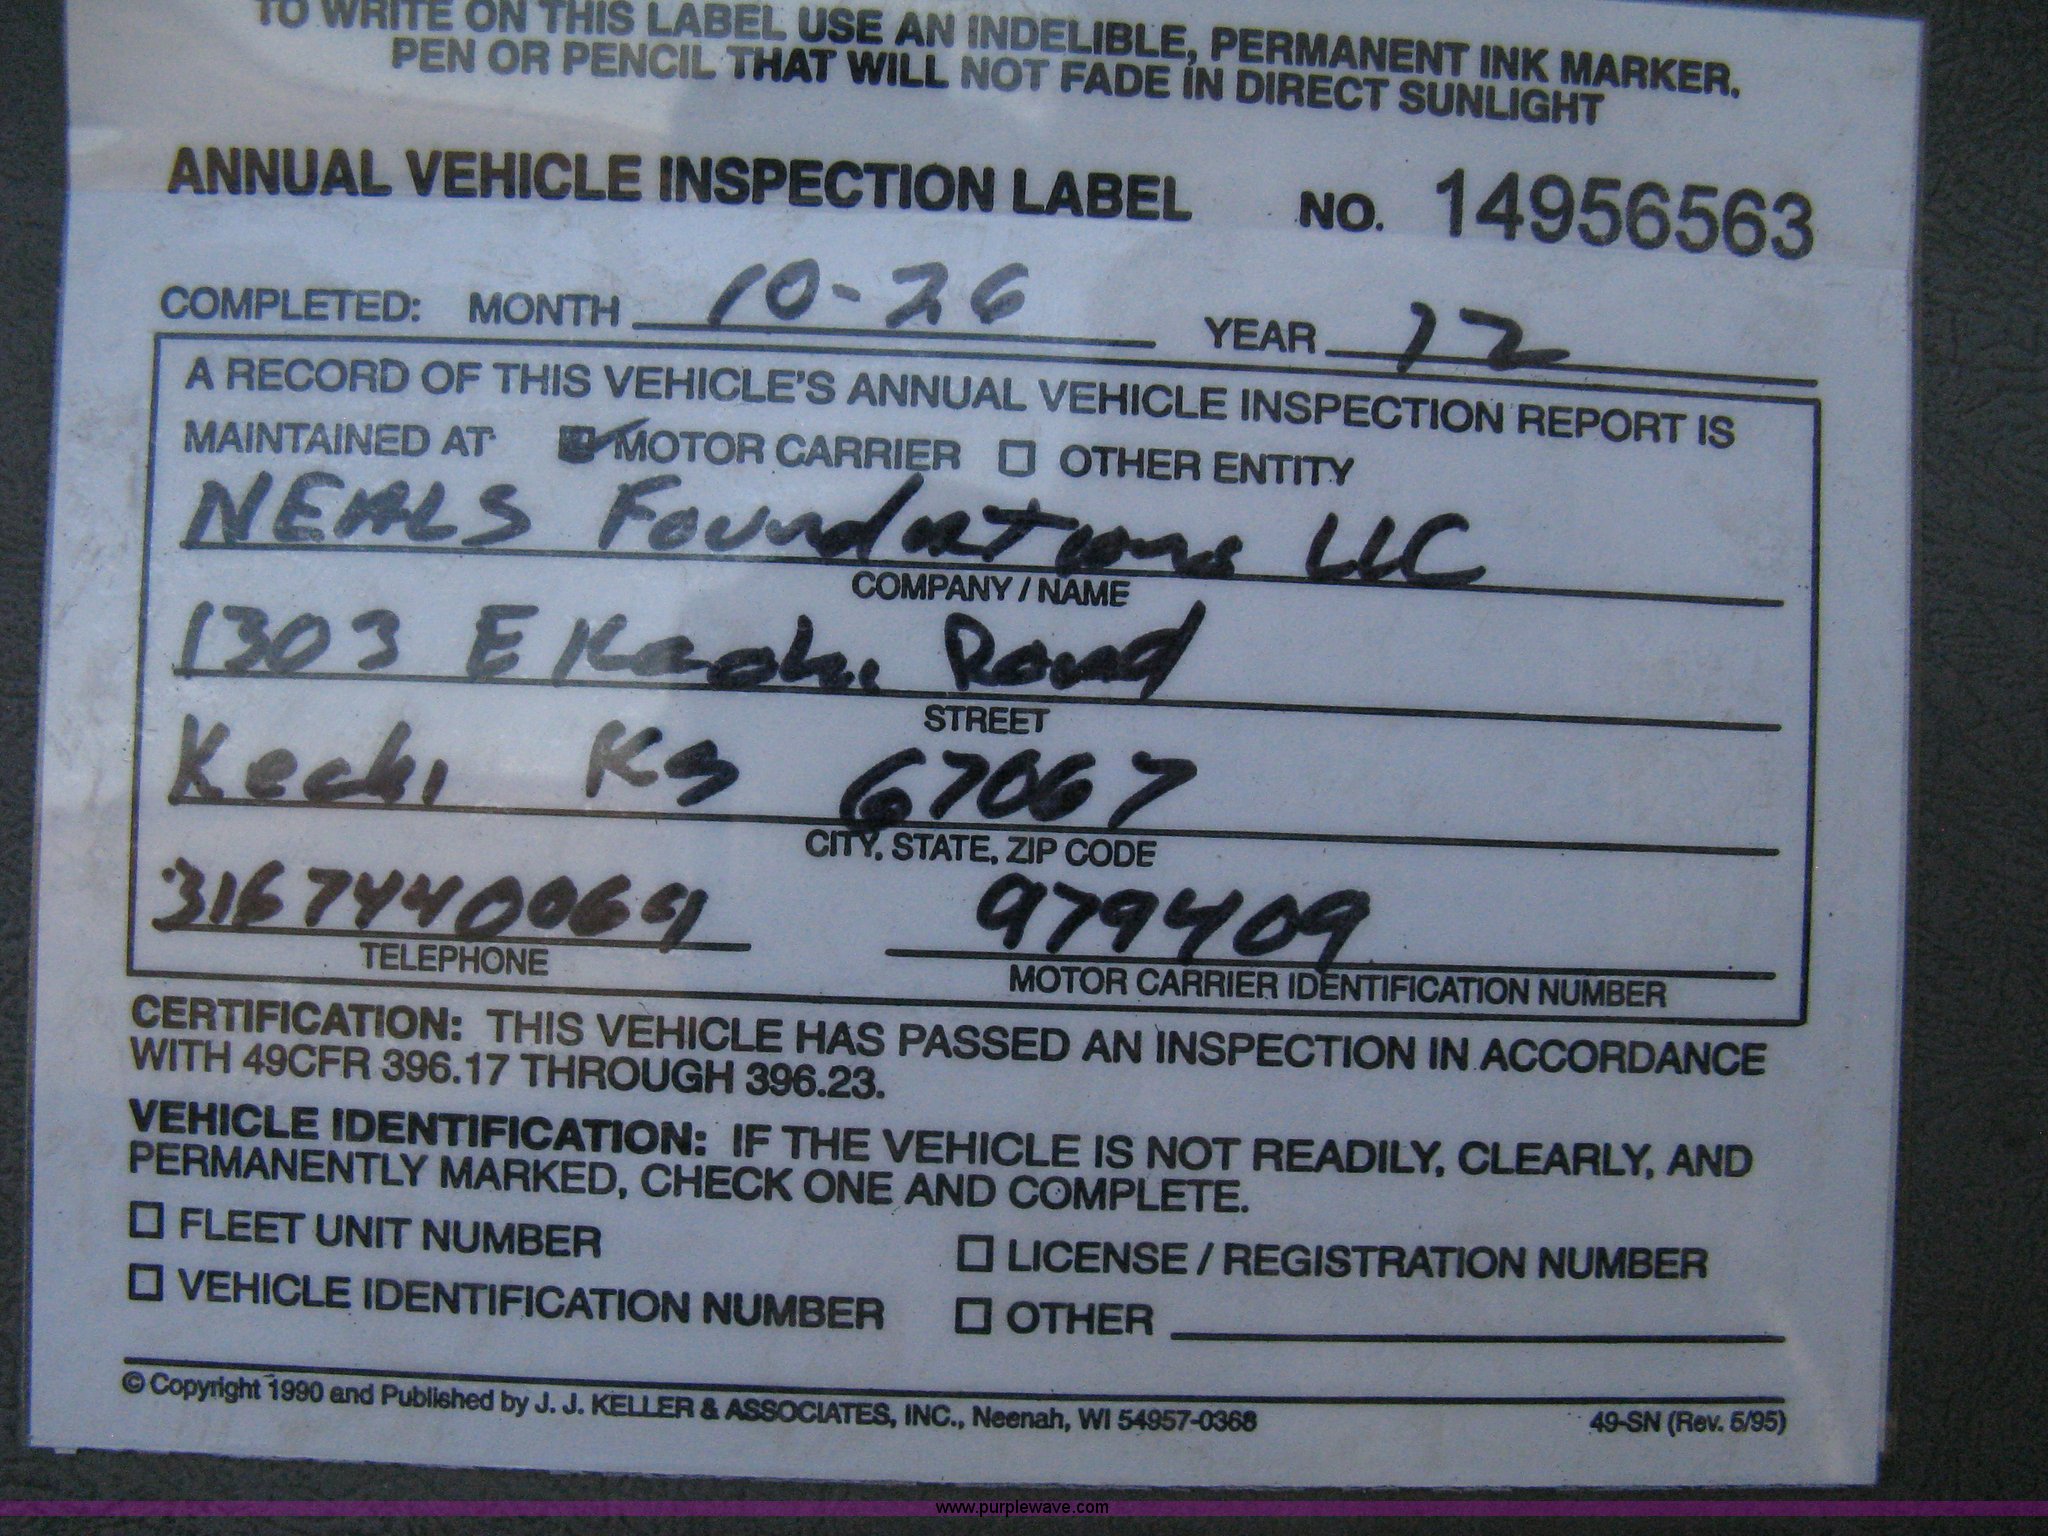 TO WRITE ON THIS LABEL USE AN INDELIBLE, PERMANENT INK MARKER,
PEN OR PENCIL THAT WILL NOT FADE IN DIRECT SUNLIGHT
ANNUAL VEHICLE INSPECTION LABEL NO. 14956563
COMPLETED: MONTH 10-26 YEAR 12
A RECORD OF THIS VEHICLE'S ANNUAL VEHICLE INSPECTION REPORT IS
MAINTAINED AT MOTOR CARRIER OTHER ENTITY
NEALS Foundations LLC
COMPANY / NAME
1303 E Kechi Road
STREET
Kechi Ks 67067
CITY, STATE, ZIP CODE
3167440069 979409
TELEPHONE MOTOR CARRIER IDENTIFICATION NUMBER
CERTIFICATION: THIS VEHICLE HAS PASSED AN INSPECTION IN ACCORDANCE
WITH 49CFR 396.17 THROUGH 396.23.
VEHICLE IDENTIFICATION: IF THE VEHICLE IS NOT READILY, CLEARLY, AND
PERMANENTLY MARKED, CHECK ONE AND COMPLETE.
FLEET UNIT NUMBER LICENSE / REGISTRATION NUMBER
VEHICLE IDENTIFICATION NUMBER OTHER
© Copyright 1990 and Published by J. J. KELLER & ASSOCIATES, INC., Neenah, WI 54957-0368 49-SN (Rev. 5/95)
www.purplewave.com